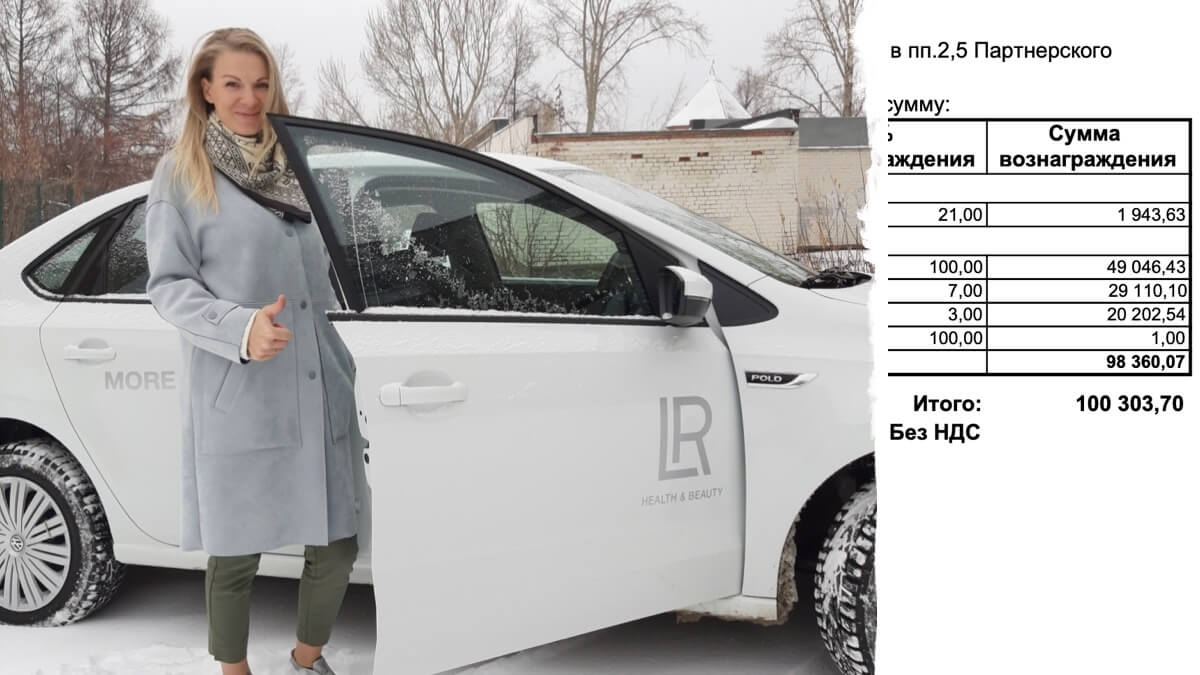 MORE
POLO
LR
HEALTH & BEAUTY
в пп.2,5 Партнерского
сумму:
Сумма
аждения вознаграждения
21,00 1 943,63
100,00 49 046,43
7,00 29 110,10
3,00 20 202,54
100,00 1,00
98 360,07
Итого: 100 303,70
Без НДС